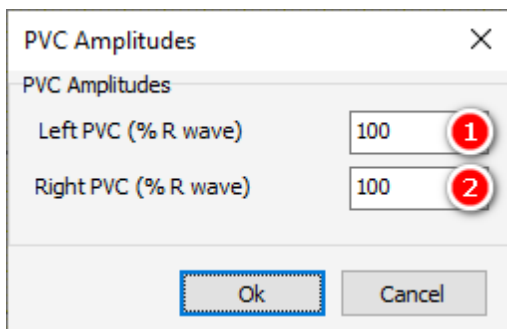 PVC Amplitudes
PVC Amplitudes
Left PVC (% R wave) 100 1
Right PVC (% R wave) 100 2
Ok Cancel